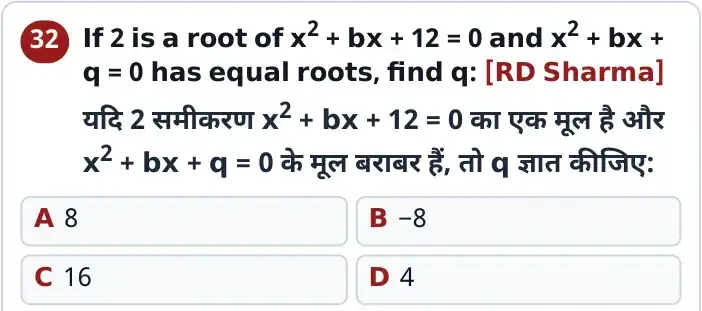 32 If 2 is a root of x² + bx + 12 = 0 and x² + bx +
q = 0 has equal roots, find q: [RD Sharma]
यदि 2 समीकरण x² + bx + 12 = 0 का एक मूल है और
x² + bx + q = 0 के मूल बराबर हैं, तो q ज्ञात कीजिए:
A 8
B −8
C 16
D 4